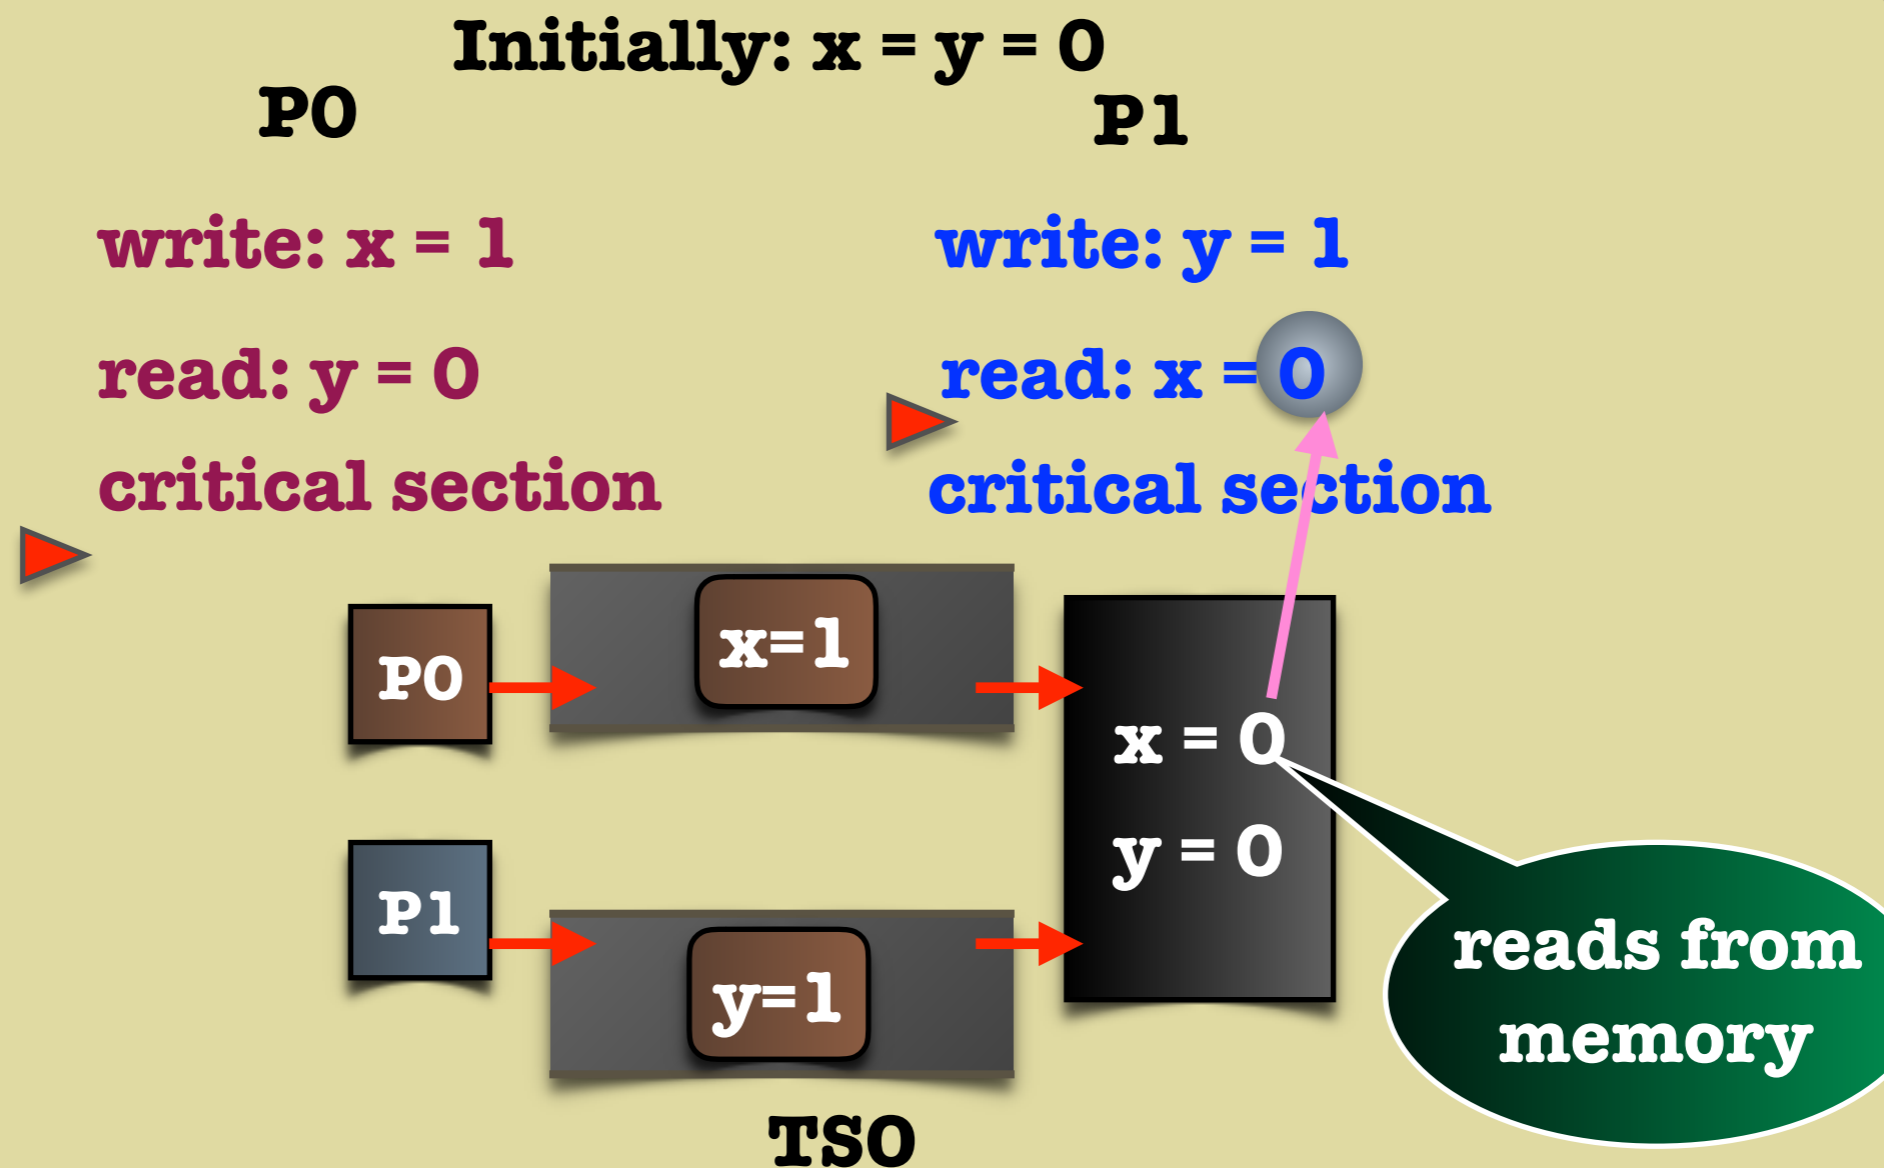 Initially: x = y = 0
P0
P1
write: x = 1
write: y = 1
read: y = 0
read: x = 0
critical section
critical section
P0
x=1
x = 0
y = 0
P1
y=1
reads from
memory
TSO